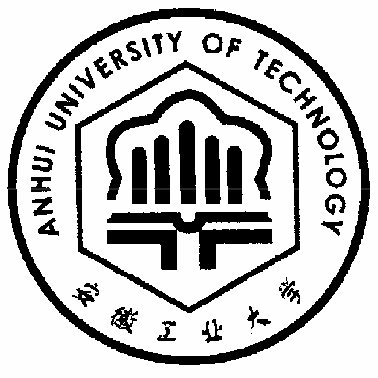 ANHUI UNIVERSITY OF TECHNOLOGY
安徽工业大学